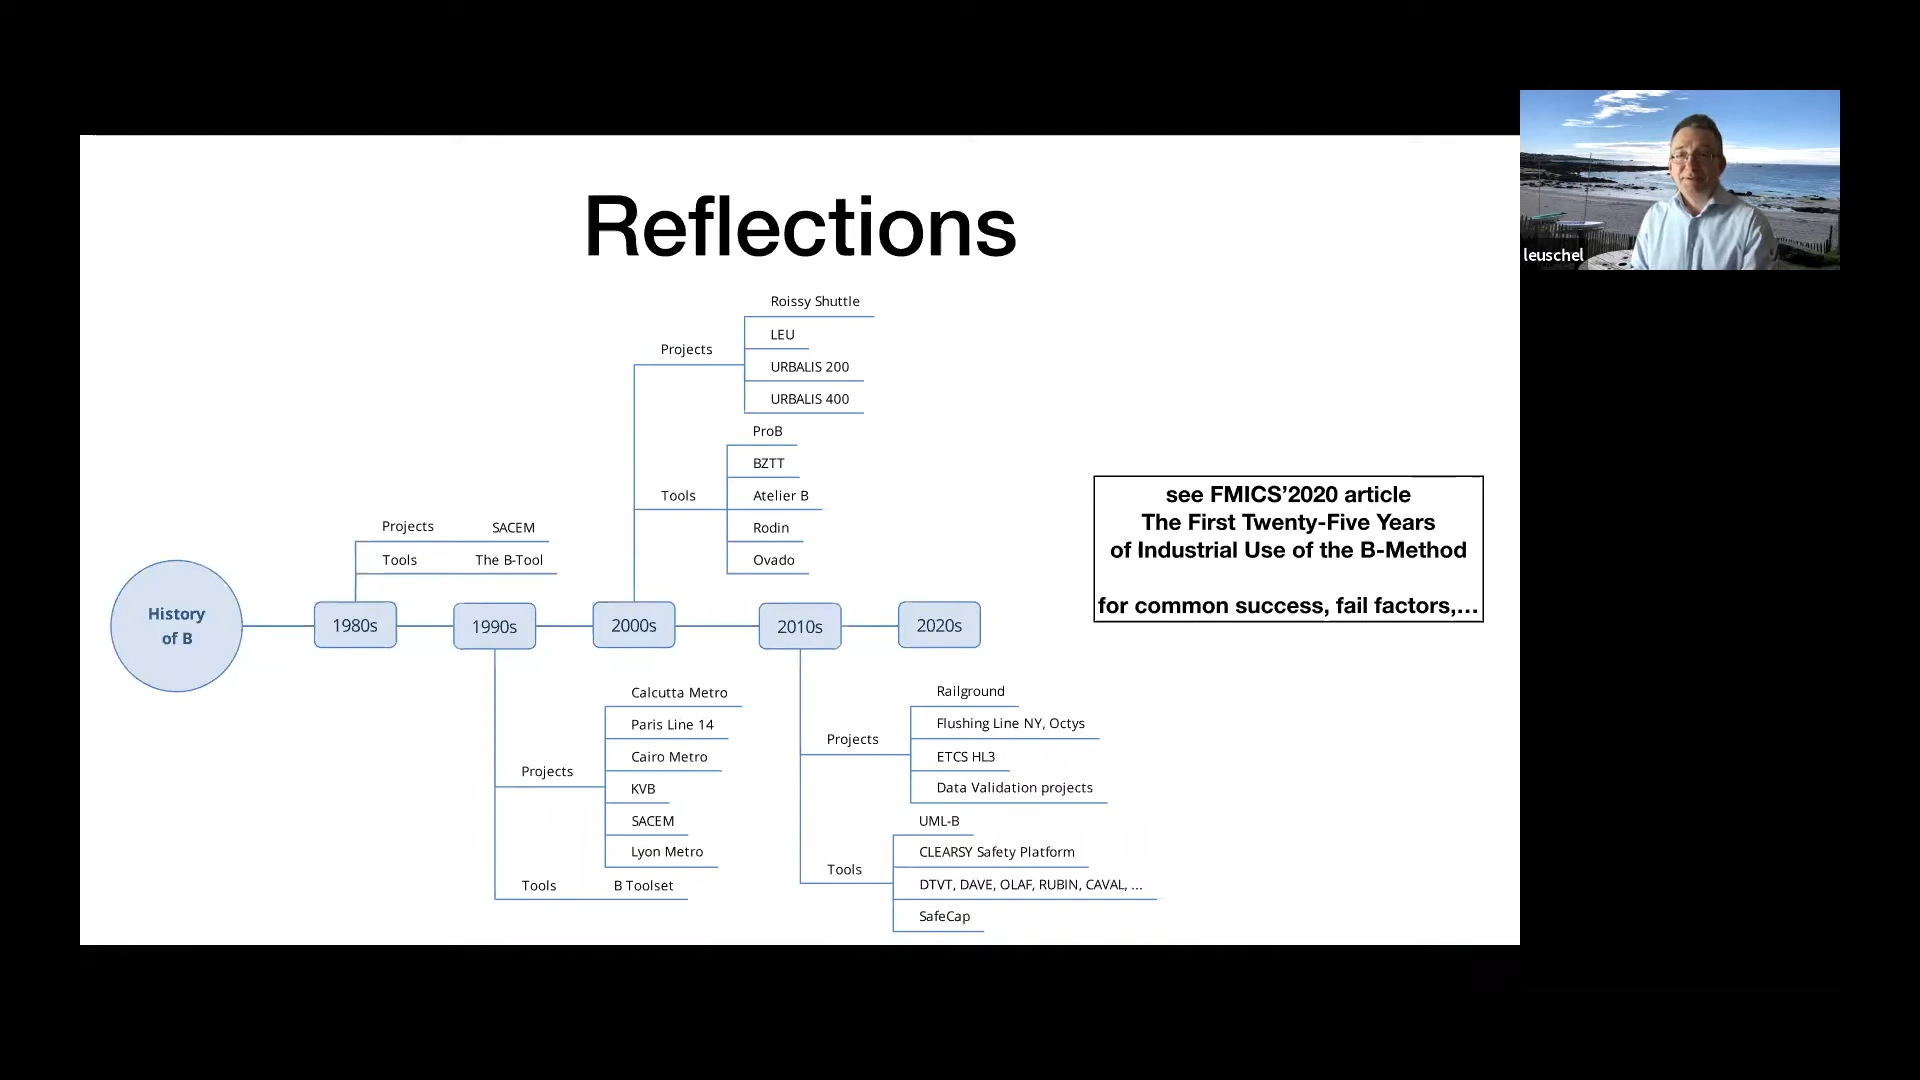 Reflections
Roissy Shuttle
LEU
Projects
URBALIS 200
URBALIS 400
ProB
BZTT
Tools
Atelier B
Rodin
Ovado
Projects
SACEM
Tools
The B-Tool
see FMICS’2020 article
The First Twenty-Five Years
of Industrial Use of the B-Method
for common success, fail factors,...
History
of B
1980s
1990s
2000s
2010s
2020s
Calcutta Metro
Paris Line 14
Cairo Metro
Projects
KVB
SACEM
Lyon Metro
Tools
B Toolset
Railground
Flushing Line NY, Octys
Projects
ETCS HL3
Data Validation projects
UML-B
CLEARSY Safety Platform
Tools
DTVT, DAVE, OLAF, RUBIN, CAVAL, ...
SafeCap
leuschel